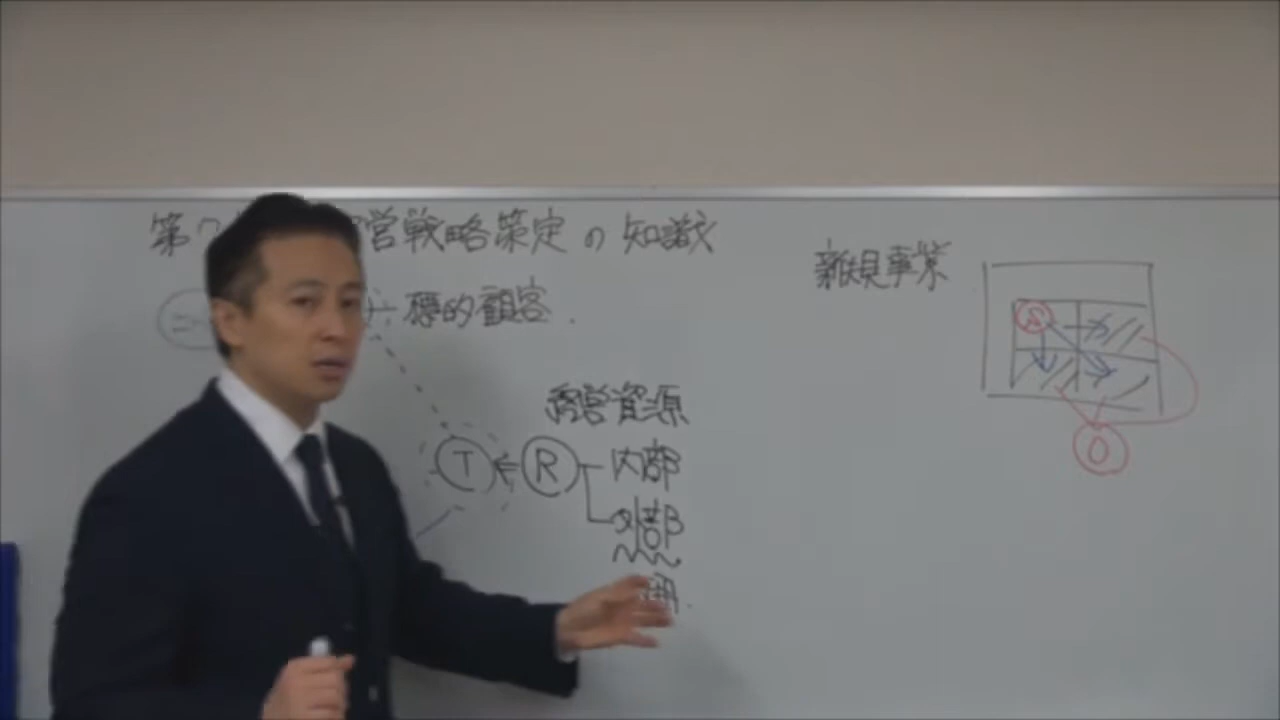 営戦略策定の知識
標的顧客
新規事業
経営資源
T R 内部
外部
O